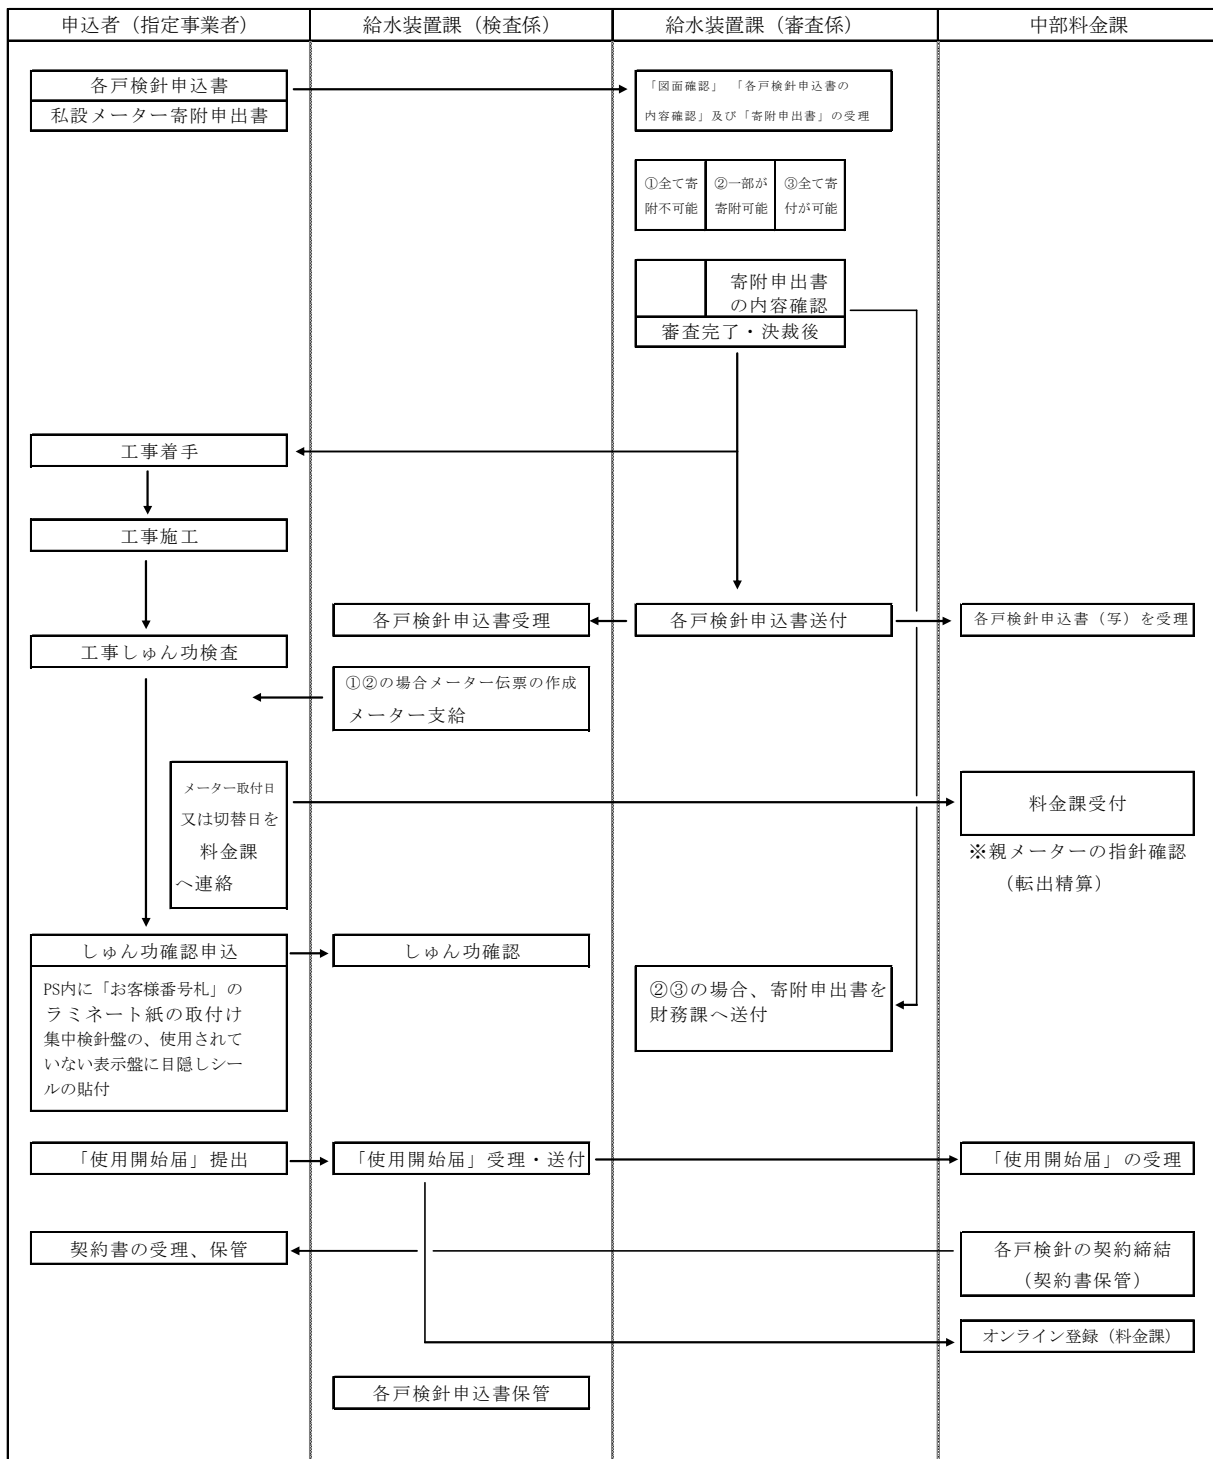 申込者（指定事業者）
給水装置課（検査係）
給水装置課（審査係）
中部料金課
各戸検針申込書
私設メーター寄附申出書
「図面確認」　「各戸検針申込書の
内容確認」及び「寄附申出書」の受理
①全て寄
附不可能
②一部が
寄附可能
③全て寄
付が可能
寄附申出書
の内容確認
審査完了・決裁後
工事着手
工事施工
各戸検針申込書受理
各戸検針申込書送付
各戸検針申込書（写）を受理
工事しゅん功検査
①②の場合メーター伝票の作成
メーター支給
メーター取付日
又は切替日を
料金課
へ連絡
料金課受付
※親メーターの指針確認
（転出精算）
しゅん功確認申込
しゅん功確認
PS内に「お客様番号札」の
ラミネート紙の取付け
集中検針盤の、使用されて
いない表示盤に目隠しシー
ルの貼付
②③の場合、寄附申出書を
財務課へ送付
「使用開始届」提出
「使用開始届」受理・送付
「使用開始届」の受理
契約書の受理、保管
各戸検針の契約締結
（契約書保管）
オンライン登録（料金課）
各戸検針申込書保管